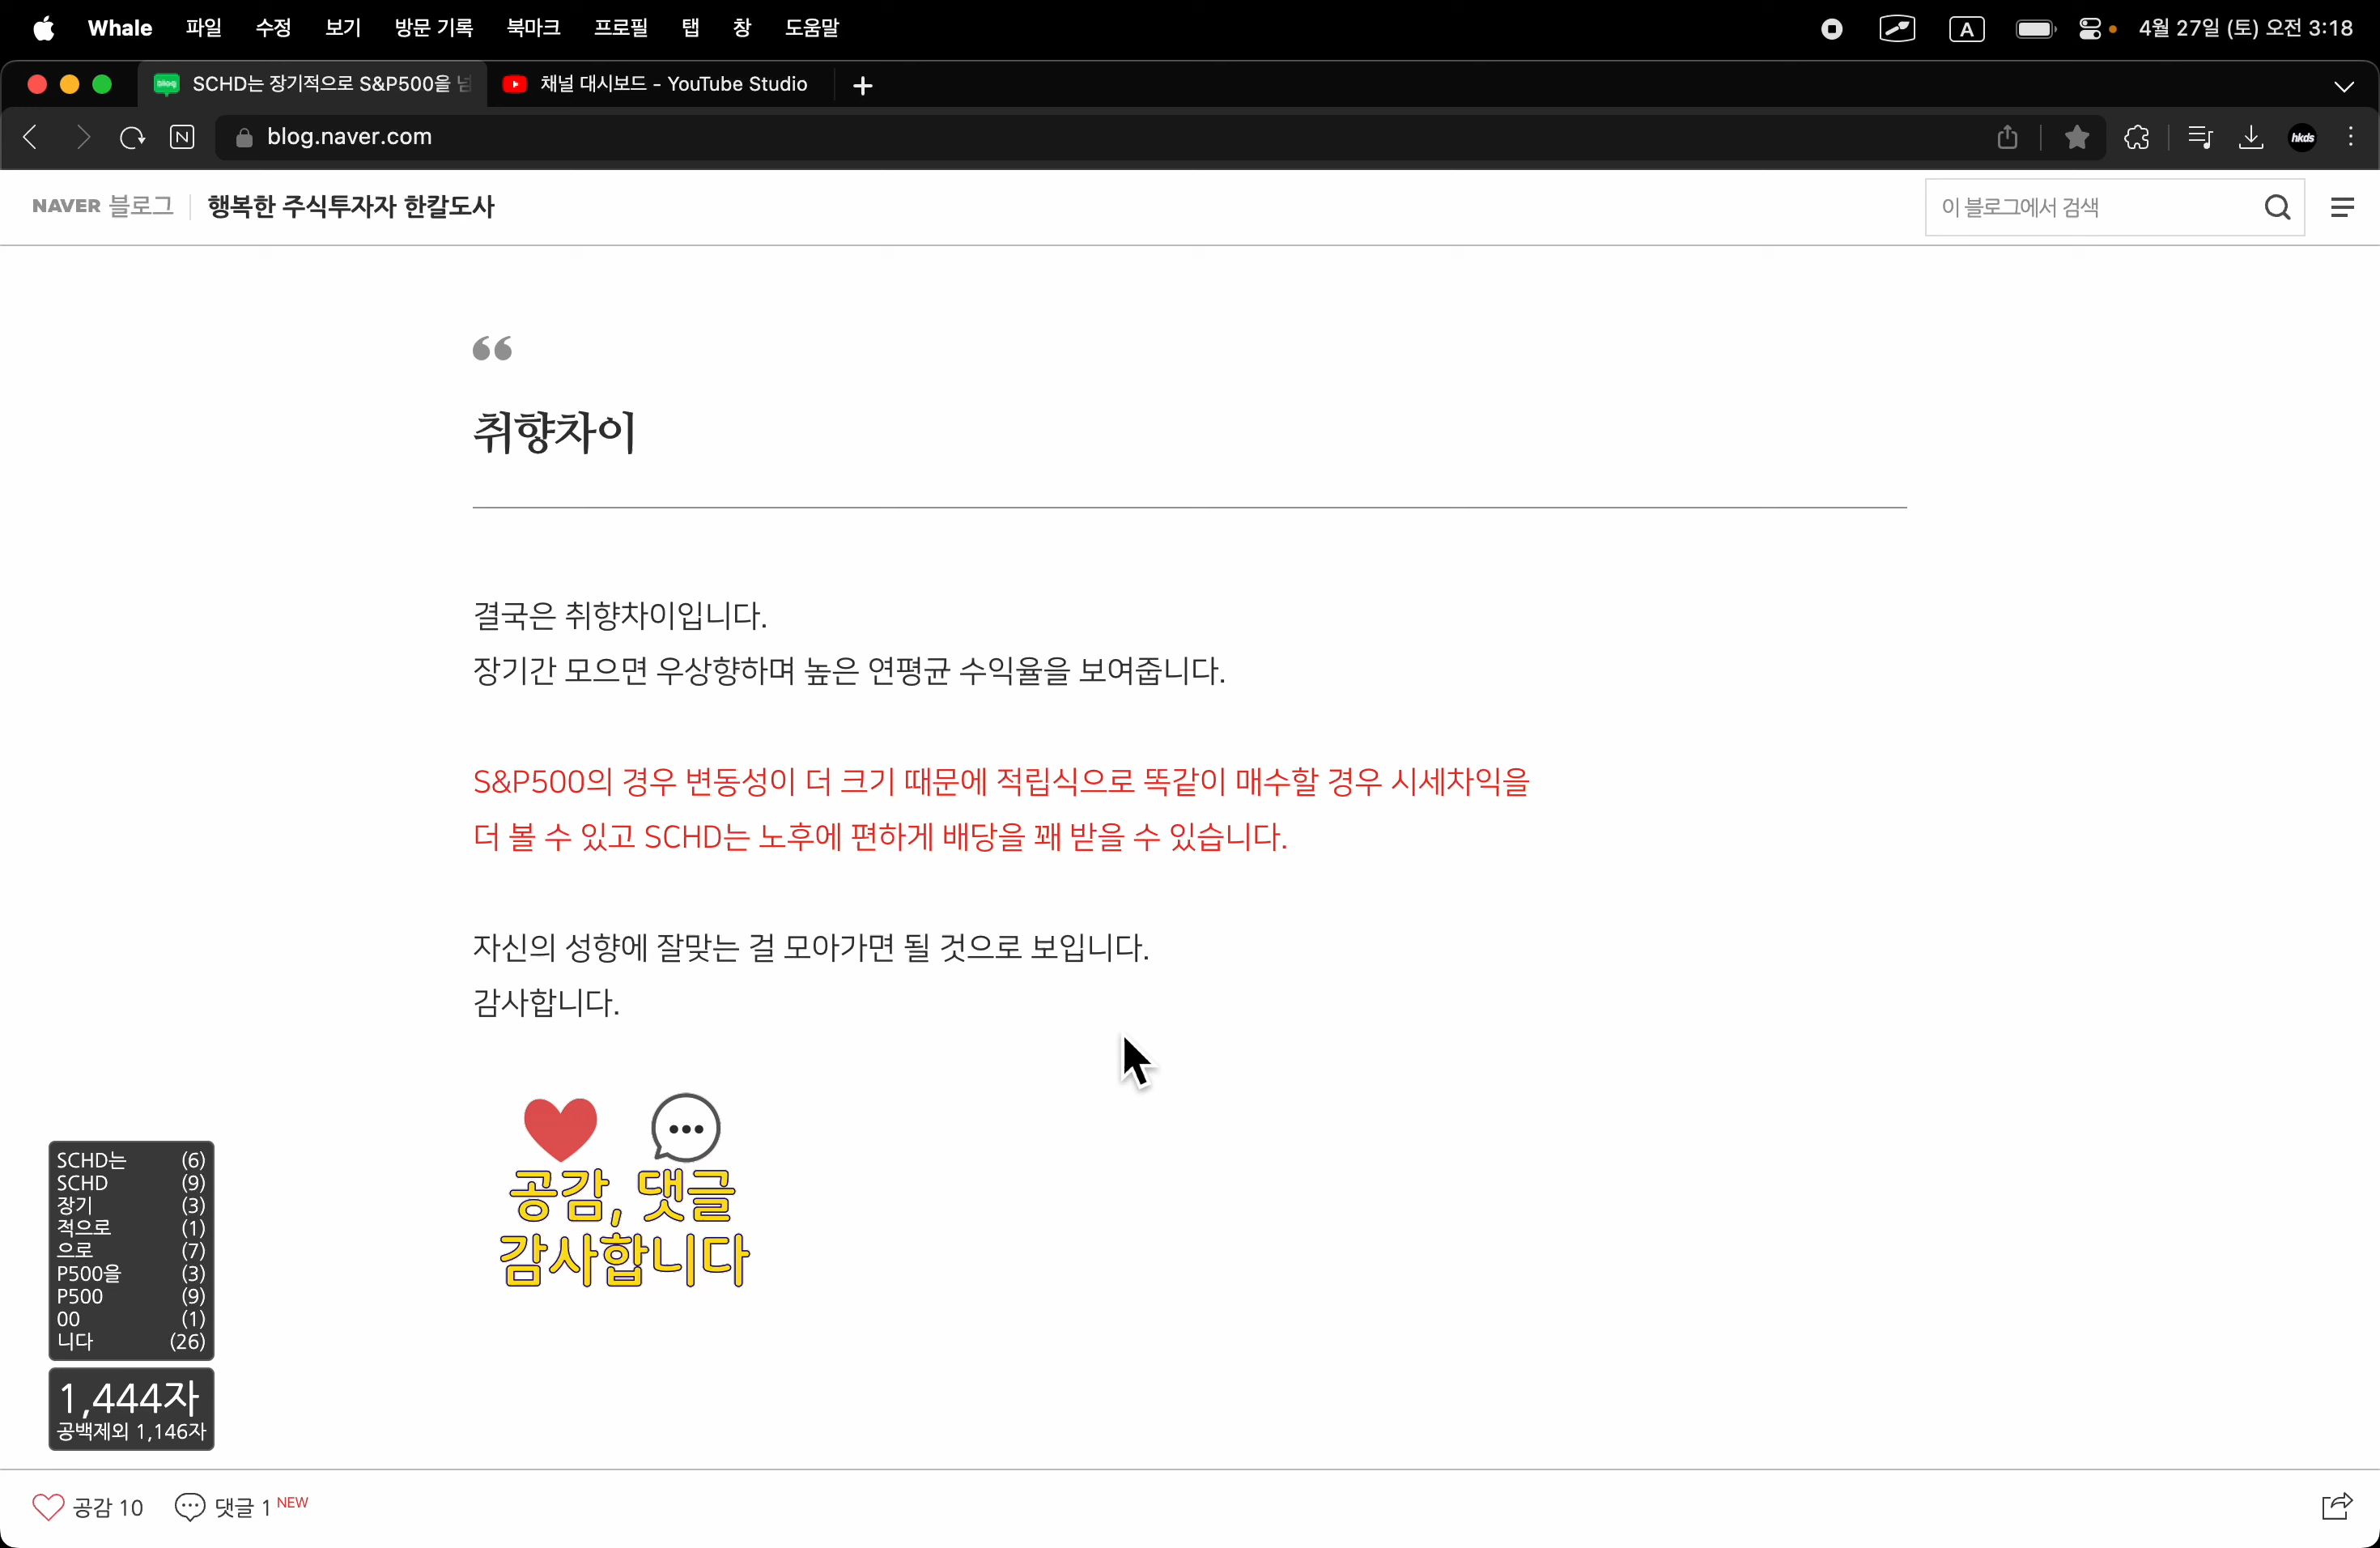 Whale 파일 수정 보기 방문 기록 북마크 프로필 탭 창 도움말 A 4월 27일 (토) 오전 3:18
blog SCHD는 장기적으로 S&P500을 채널 대시보드 - YouTube Studio
N blog.naver.com hkds
NAVER 블로그 행복한 주식투자자 한칼도사 이 블로그에서 검색
취향차이
결국은 취향차이입니다.
장기간 모으면 우상향하며 높은 연평균 수익율을 보여줍니다.
S&P500의 경우 변동성이 더 크기 때문에 적립식으로 똑같이 매수할 경우 시세차익을
더 볼 수 있고 SCHD는 노후에 편하게 배당을 꽤 받을 수 있습니다.
자신의 성향에 잘맞는 걸 모아가면 될 것으로 보입니다.
감사합니다.
공감, 댓글
감사합니다
SCHD는 (6)
SCHD (9)
장기 (3)
적으로 (1)
으로 (7)
P500을 (3)
P500 (9)
00 (1)
니다 (26)
1,444자
공백제외 1,146자
공감 10 댓글 1 NEW